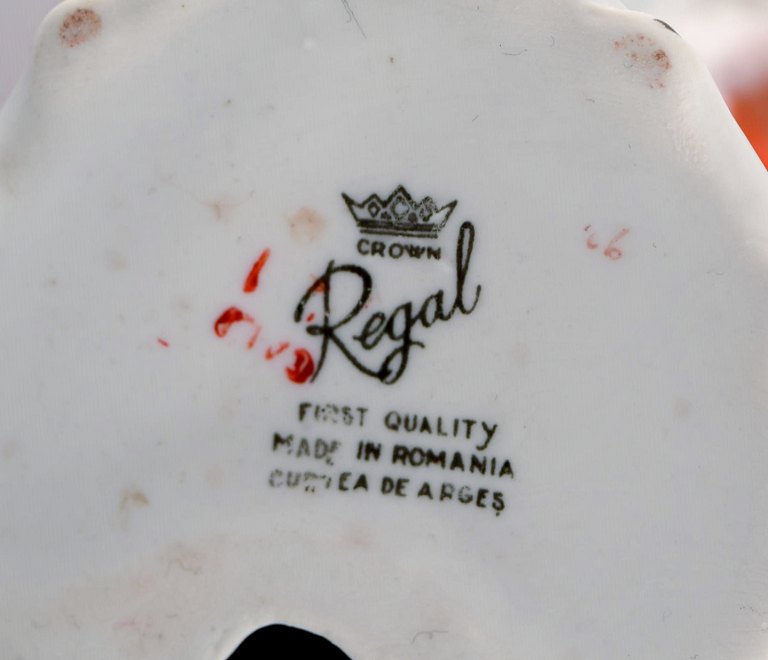 CROWN
Regal
FIRST QUALITY
MADE IN ROMANIA
CURTEA DE ARGEȘ